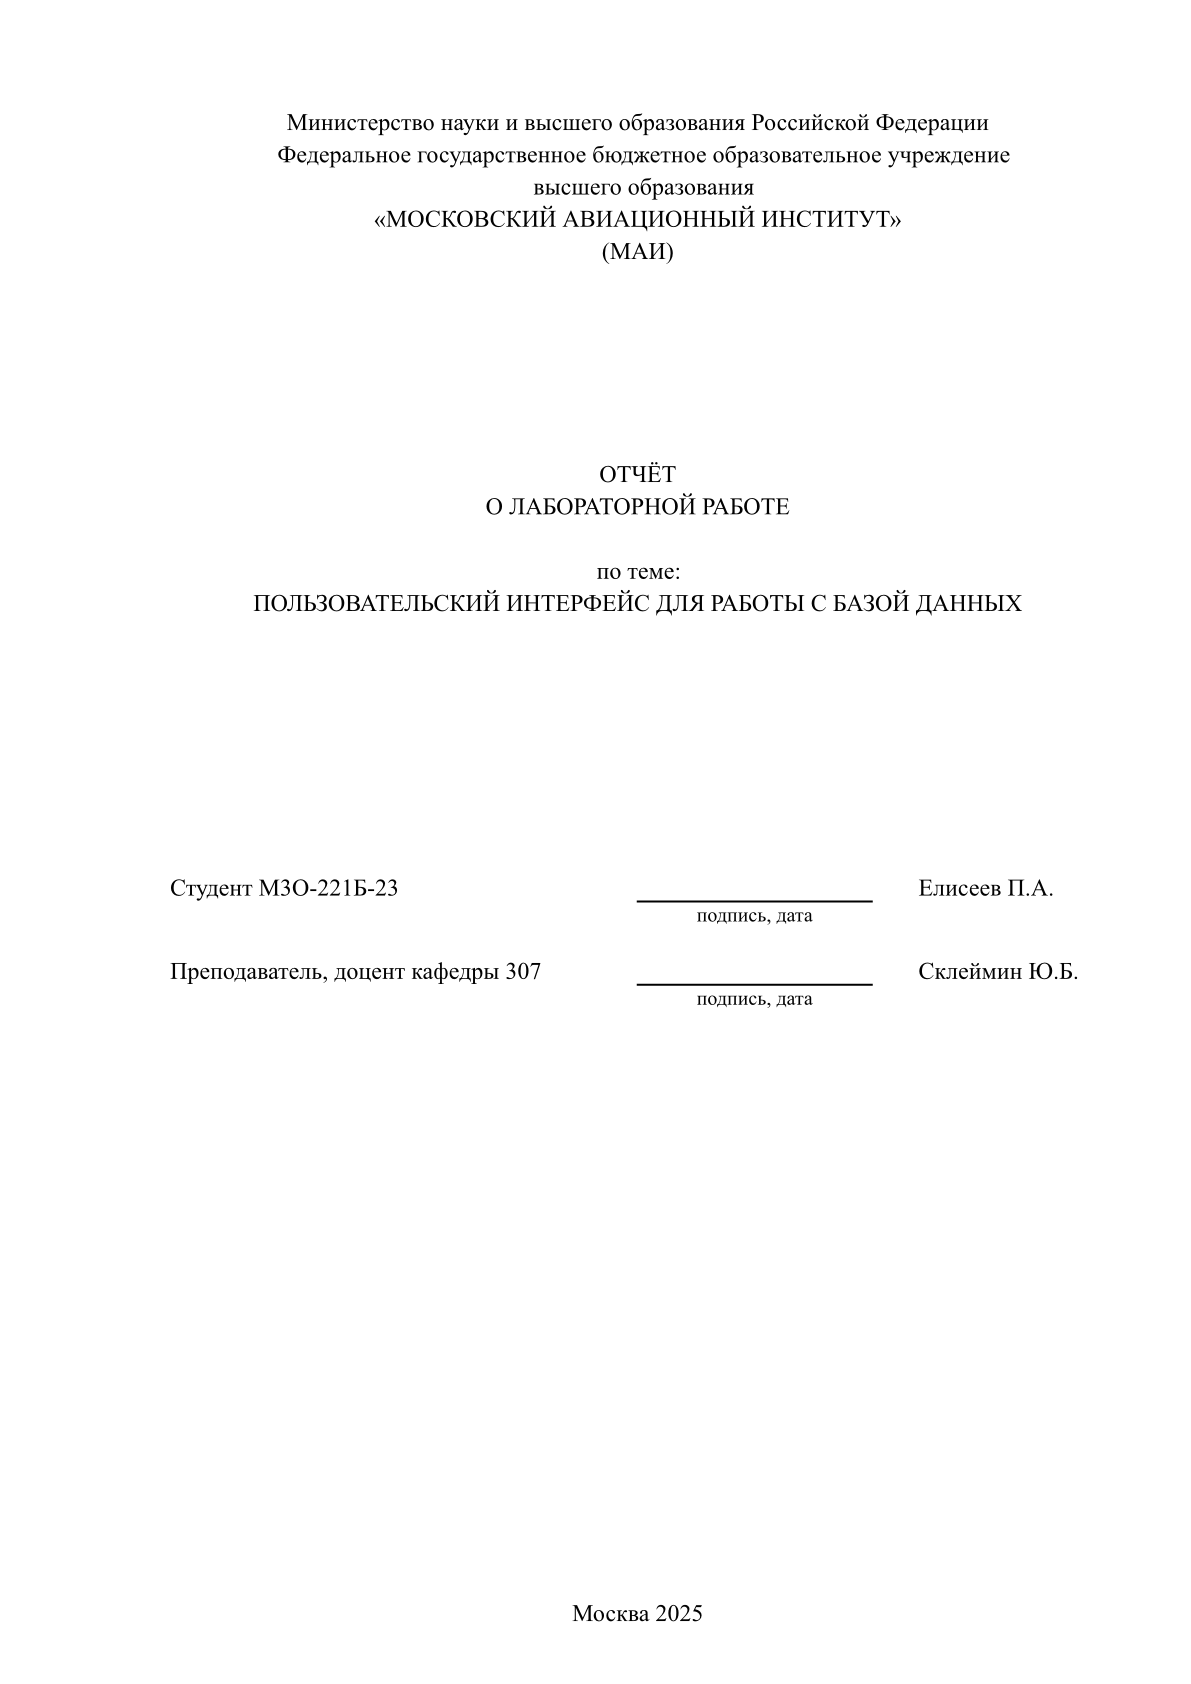 Министерство науки и высшего образования Российской Федерации
Федеральное государственное бюджетное образовательное учреждение
высшего образования
«МОСКОВСКИЙ АВИАЦИОННЫЙ ИНСТИТУТ»
(МАИ)
ОТЧЁТ
О ЛАБОРАТОРНОЙ РАБОТЕ
по теме:
ПОЛЬЗОВАТЕЛЬСКИЙ ИНТЕРФЕЙС ДЛЯ РАБОТЫ С БАЗОЙ ДАННЫХ
Студент М3О-221Б-23 Елисеев П.А.
подпись, дата
Преподаватель, доцент кафедры 307 Склеймин Ю.Б.
подпись, дата
Москва 2025